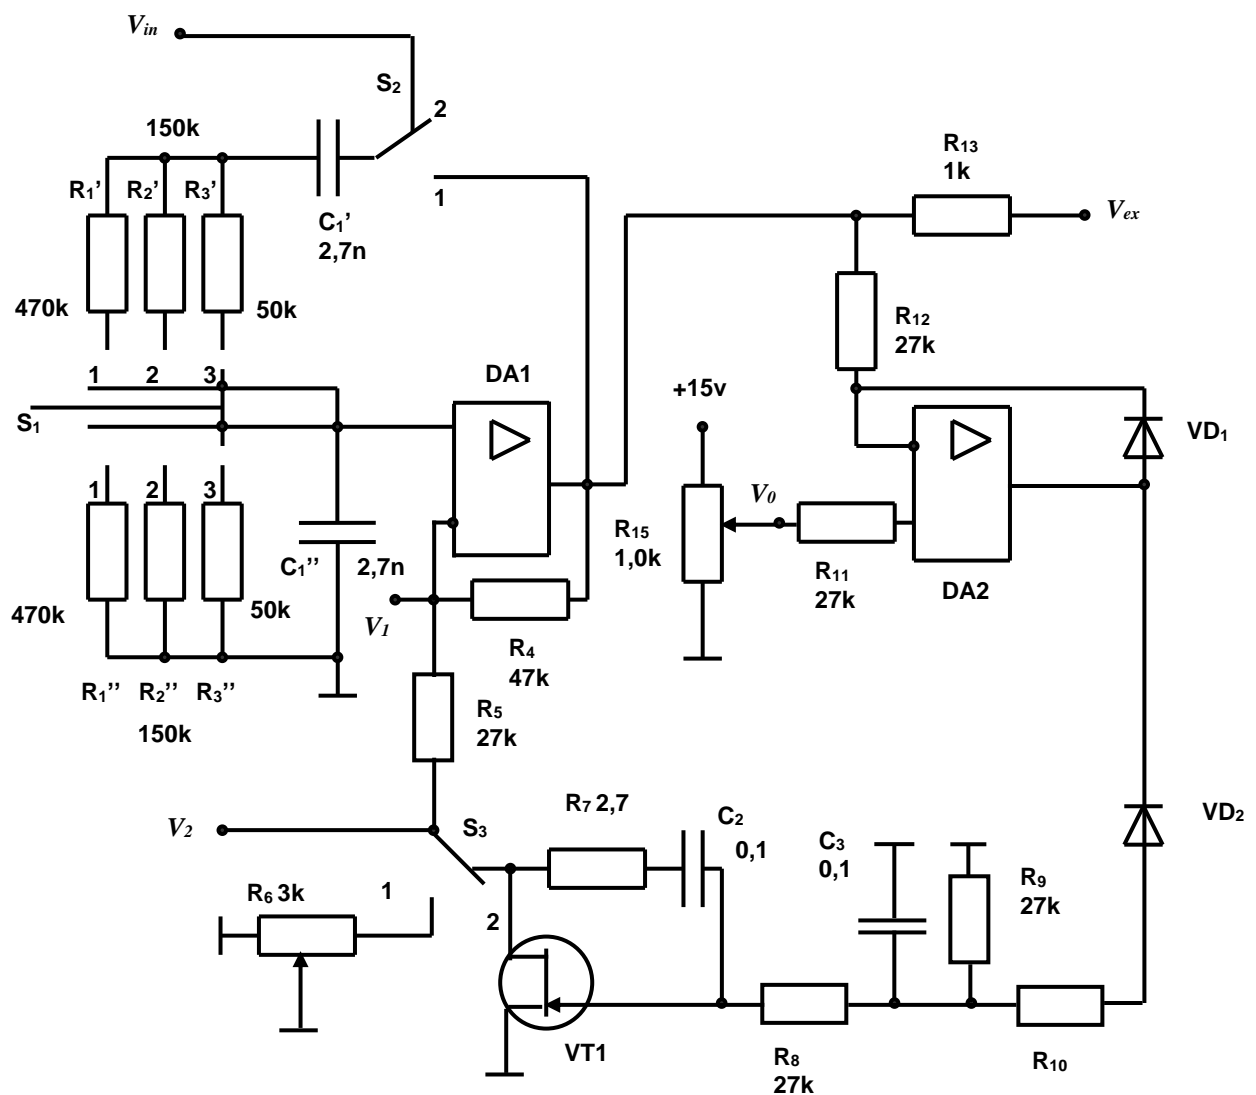 Vin
S2
2
150k
R13
1k
R1’ R2’ R3’
1
Vex
C1’
2,7n
470k
50k
R12
27k
1 2 3
DA1
+15v
S1
VD1
1 2 3
V0
R15
1,0k
C1’’ 2,7n
R11
27k
DA2
470k
50k
V1
R4
47k
R1’’ R2’’ R3’’
150k
R5
27k
R7 2,7
C2
0,1
VD2
V2
S3
C3
0,1
R6 3k
1
R9
27k
2
VT1
R8
27k
R10